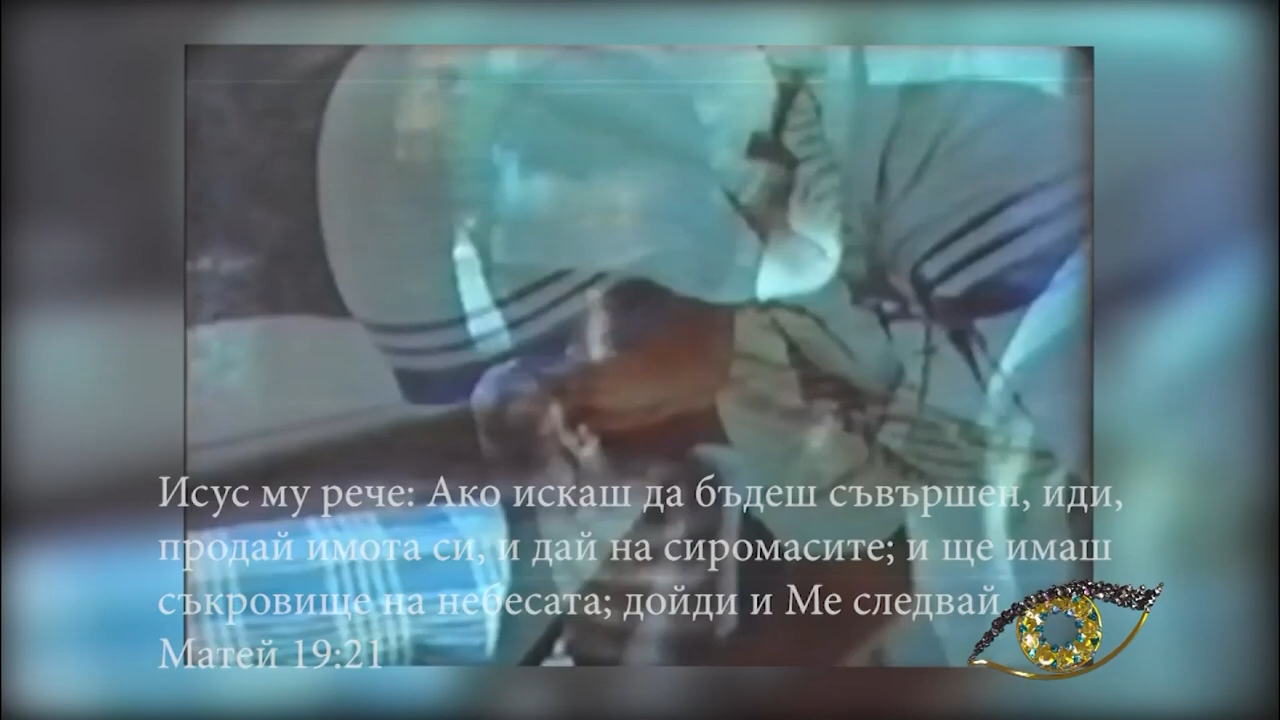 Исус му рече: Ако искаш да бъдеш съвършен, иди,
продай имота си, и дай на сиромасите; и ще имаш
съкровище на небесата; дойди и Ме следвай
Матей 19:21